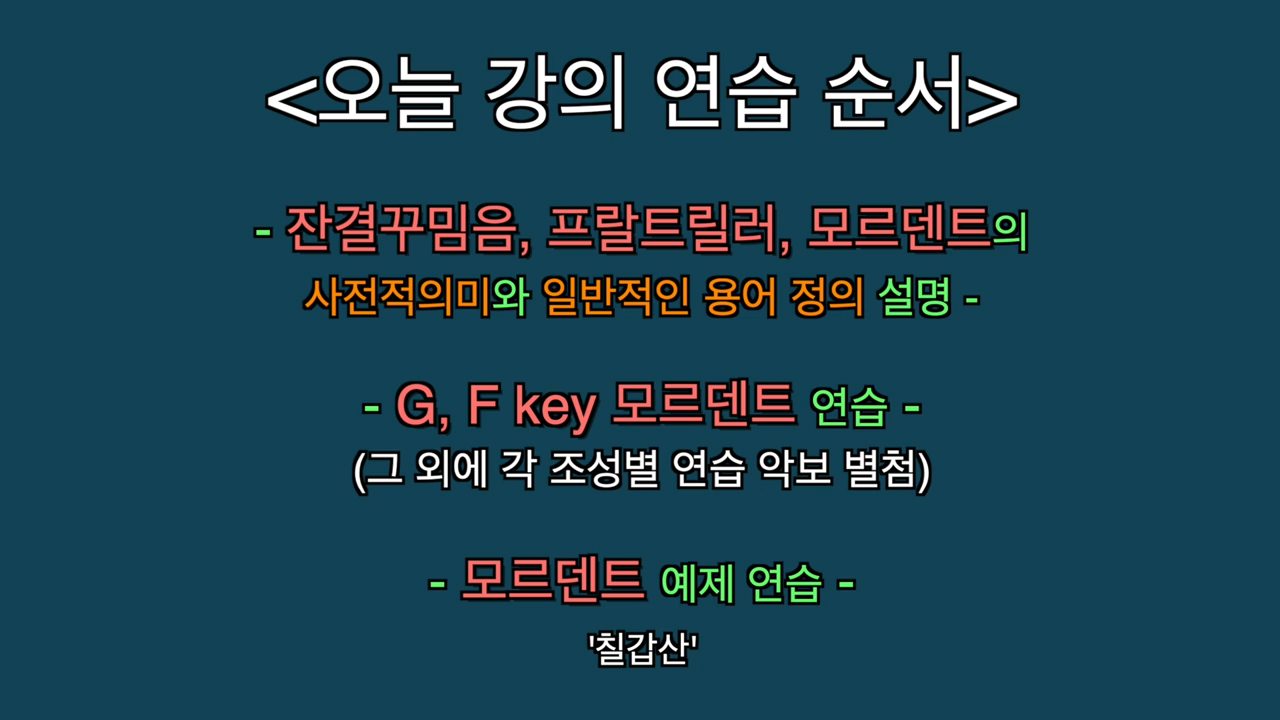 <오늘 강의 연습 순서>
- 잔결꾸밈음, 프랄트릴러, 모르덴트의
사전적의미와 일반적인 용어 정의 설명 -
- G, F key 모르덴트 연습 -
(그 외에 각 조성별 연습 악보 별첨)
- 모르덴트 예제 연습 -
'칠갑산'